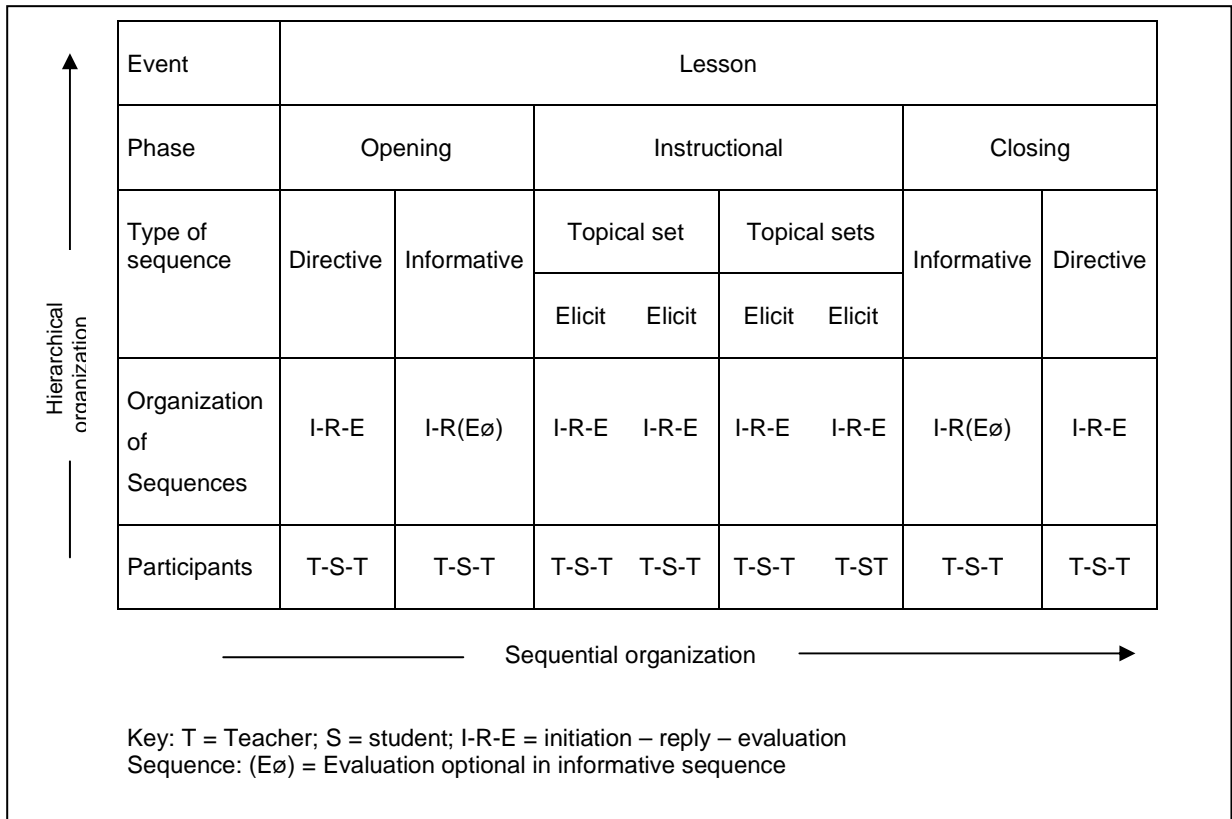 Event Lesson
Phase Opening Instructional Closing
Type of sequence Directive Informative Topical set Topical sets Informative Directive
Elicit Elicit Elicit Elicit
Organization of Sequences I-R-E I-R(Eø) I-R-E I-R-E I-R-E I-R-E I-R(Eø) I-R-E
Participants T-S-T T-S-T T-S-T T-S-T T-S-T T-ST T-S-T T-S-T
Hierarchical
organization
Sequential organization
Key: T = Teacher; S = student; I-R-E = initiation – reply – evaluation
Sequence: (Eø) = Evaluation optional in informative sequence